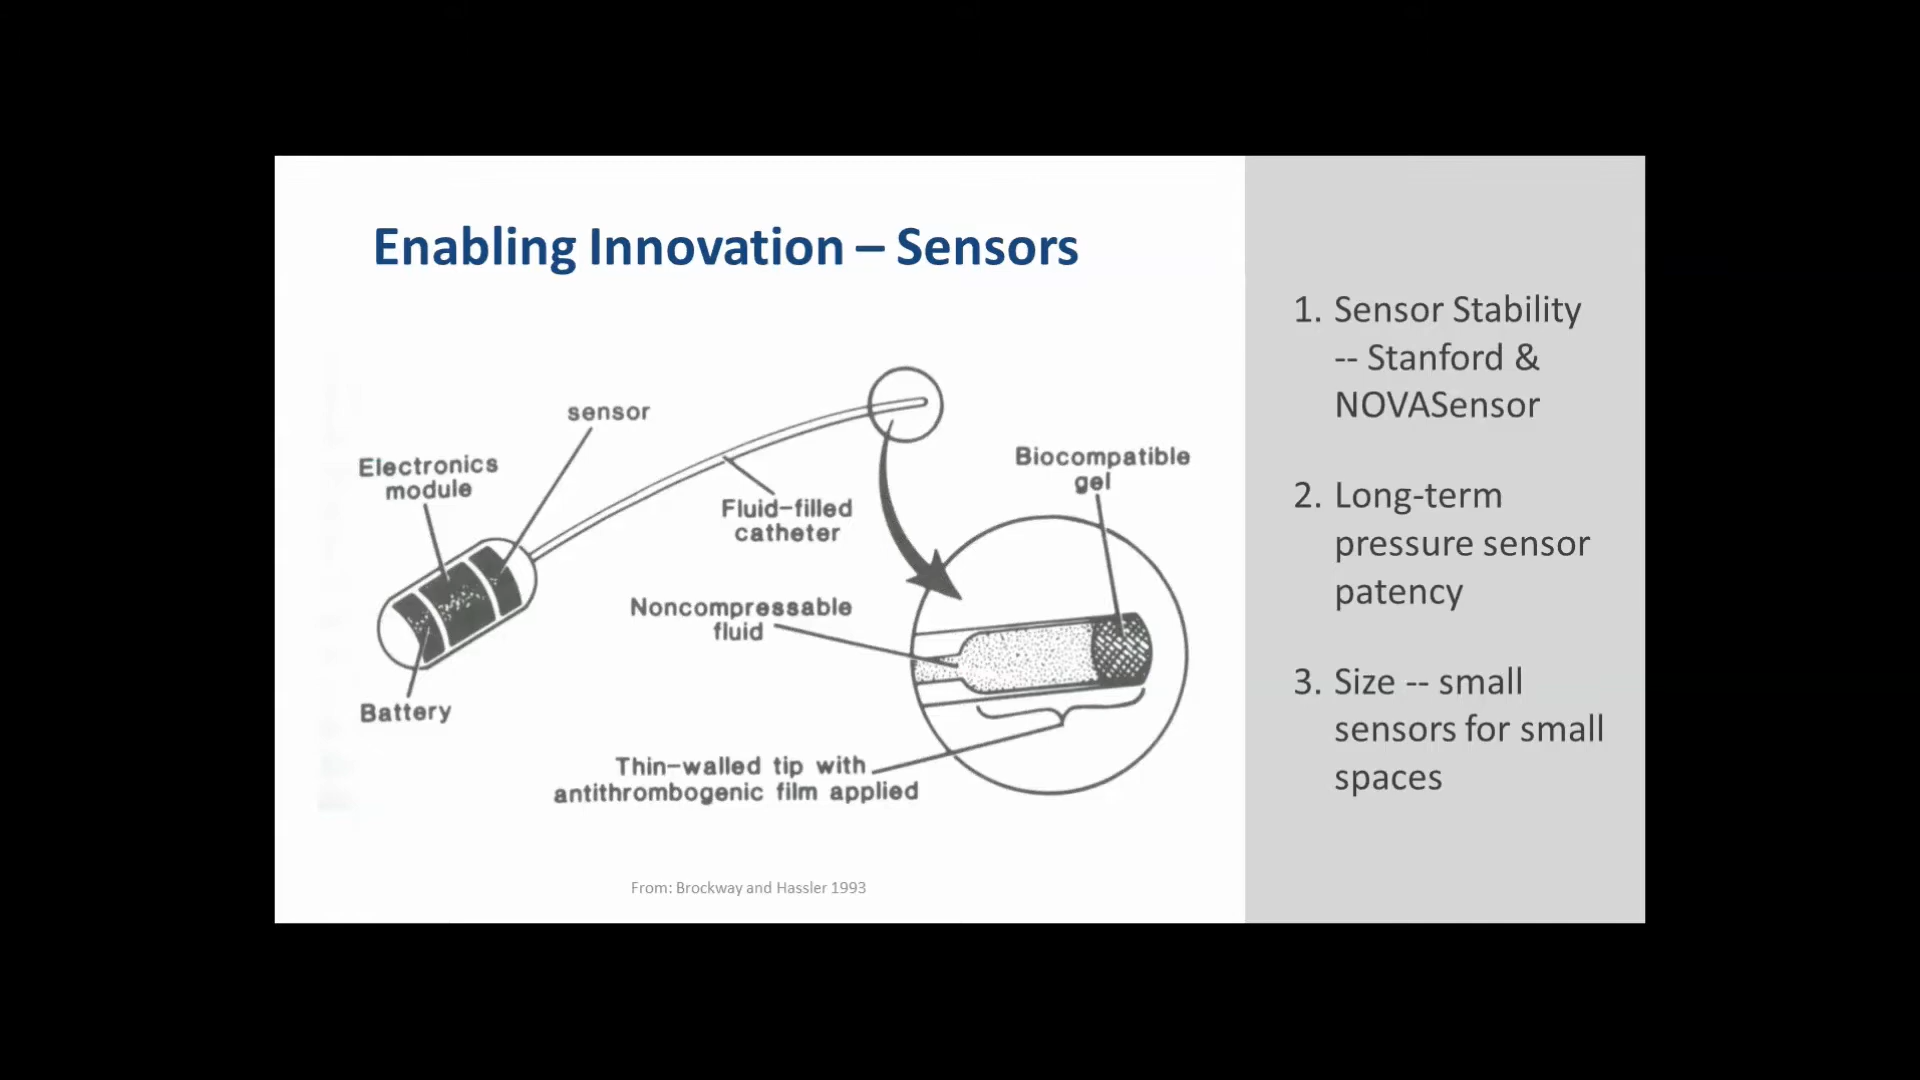 Enabling Innovation – Sensors
sensor
Electronics
module
Fluid-filled
catheter
Biocompatible
gel
Noncompressable
fluid
Battery
Thin-walled tip with
antithrombogenic film applied
From: Brockway and Hassler 1993
1. Sensor Stability
-- Stanford &
NOVASensor
2. Long-term
pressure sensor
patency
3. Size -- small
sensors for small
spaces